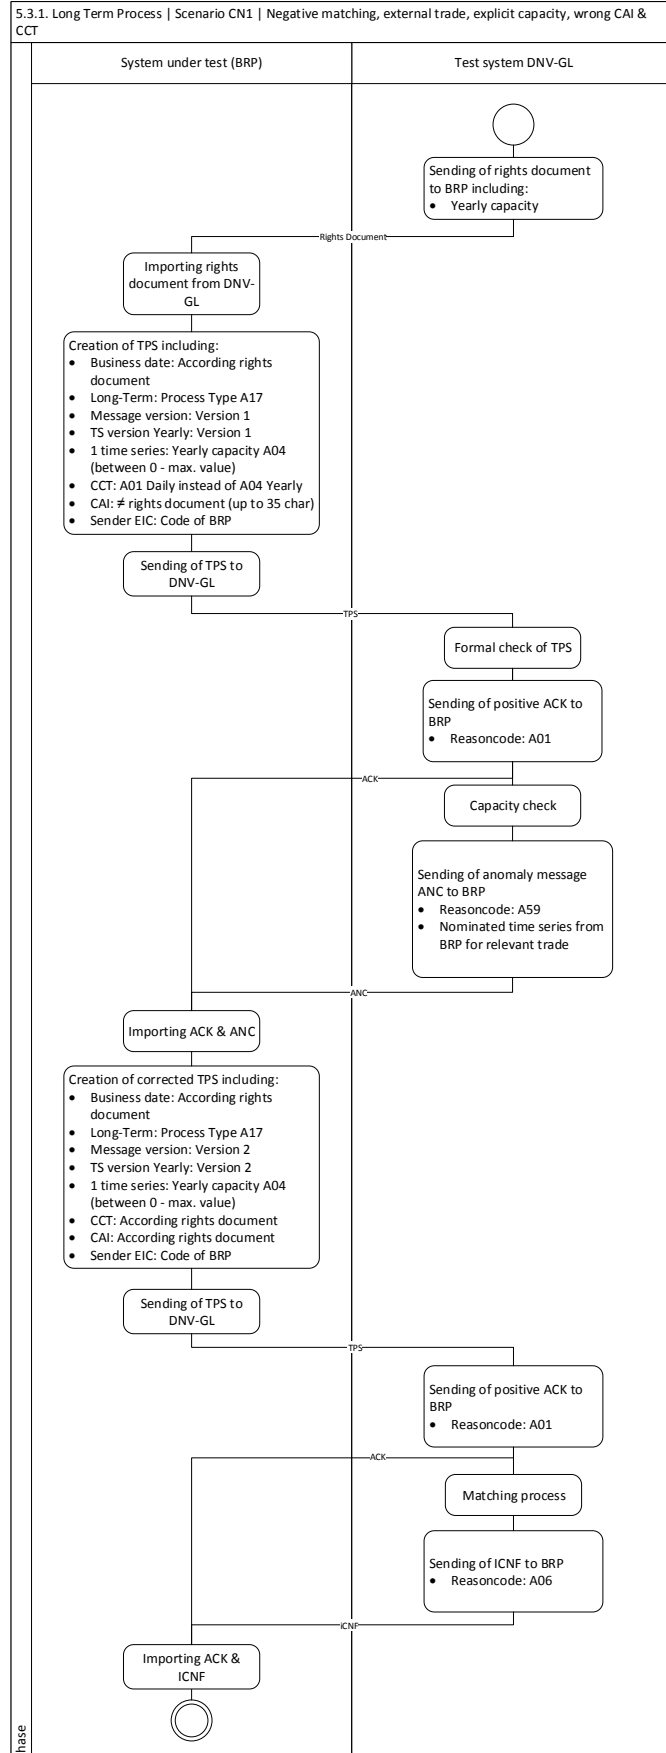 5.3.1. Long Term Process | Scenario CN1 | Negative matching, external trade, explicit capacity, wrong CAI &
CCT
System under test (BRP)
Test system DNV-GL
Sending of rights document
to BRP including:
• Yearly capacity
Rights Document
Importing rights
document from DNV-
GL
Creation of TPS including:
• Business date: According rights
document
• Long-Term: Process Type A17
• Message version: Version 1
• TS version Yearly: Version 1
• 1 time series: Yearly capacity A04
(between 0 - max. value)
• CCT: A01 Daily instead of A04 Yearly
• CAI: ≠ rights document (up to 35 char)
• Sender EIC: Code of BRP
Sending of TPS to
DNV-GL
TPS
Formal check of TPS
Sending of positive ACK to
BRP
• Reasoncode: A01
ACK
Capacity check
Sending of anomaly message
ANC to BRP
• Reasoncode: A59
• Nominated time series from
BRP for relevant trade
ANC
Importing ACK & ANC
Creation of corrected TPS including:
• Business date: According rights
document
• Long-Term: Process Type A17
• Message version: Version 2
• TS version Yearly: Version 2
• 1 time series: Yearly capacity A04
(between 0 - max. value)
• CCT: According rights document
• CAI: According rights document
• Sender EIC: Code of BRP
Sending of TPS to
DNV-GL
TPS
Sending of positive ACK to
BRP
• Reasoncode: A01
ACK
Matching process
Sending of ICNF to BRP
• Reasoncode: A06
ICNF
Importing ACK &
ICNF
hase